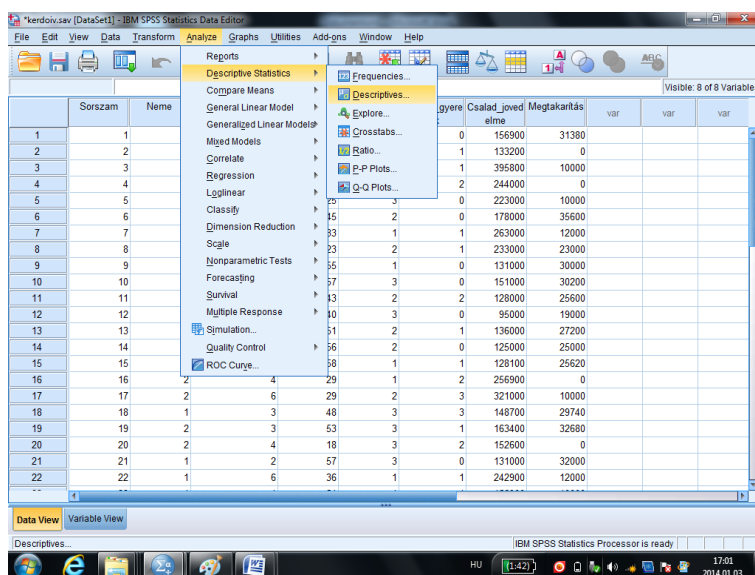 *kerdoiv.sav [DataSet1] - IBM SPSS Statistics Data Editor
File Edit View Data Transform Analyze Graphs Utilities Add-ons Window Help
Reports
Descriptive Statistics
Compare Means
General Linear Model
Generalized Linear Models
Mixed Models
Correlate
Regression
Loglinear
Classify
Dimension Reduction
Scale
Nonparametric Tests
Forecasting
Survival
Multiple Response
Simulation...
Quality Control
ROC Curve...
Frequencies...
Descriptives...
Explore...
Crosstabs...
Ratio...
P-P Plots...
Q-Q Plots...
Visible: 8 of 8 Variable
Sorszam Neme gyere Csalad_joved elme Megtakarítás var var var
1 1 0 156900 31380
2 2 1 133200 0
3 3 1 395800 10000
4 4 2 244000 0
5 5 25 3 0 223000 10000
6 6 45 2 0 178000 35600
7 7 33 1 1 263000 12000
8 8 23 2 1 233000 23000
9 9 55 1 0 131000 30000
10 10 57 3 0 151000 30200
11 11 43 2 2 128000 25600
12 12 40 3 0 95000 19000
13 13 51 2 1 136000 27200
14 14 56 2 0 125000 25000
15 15 58 1 1 128100 25620
16 16 2 4 29 1 2 256900 0
17 17 2 6 29 2 3 321000 10000
18 18 1 3 48 3 3 148700 29740
19 19 2 3 53 3 1 163400 32680
20 20 2 4 18 3 2 152600 0
21 21 1 2 57 3 0 131000 32000
22 22 1 6 36 1 1 242900 12000
Data View Variable View
Descriptives... IBM SPSS Statistics Processor is ready
HU (1:42) 17:01
2014.01.03